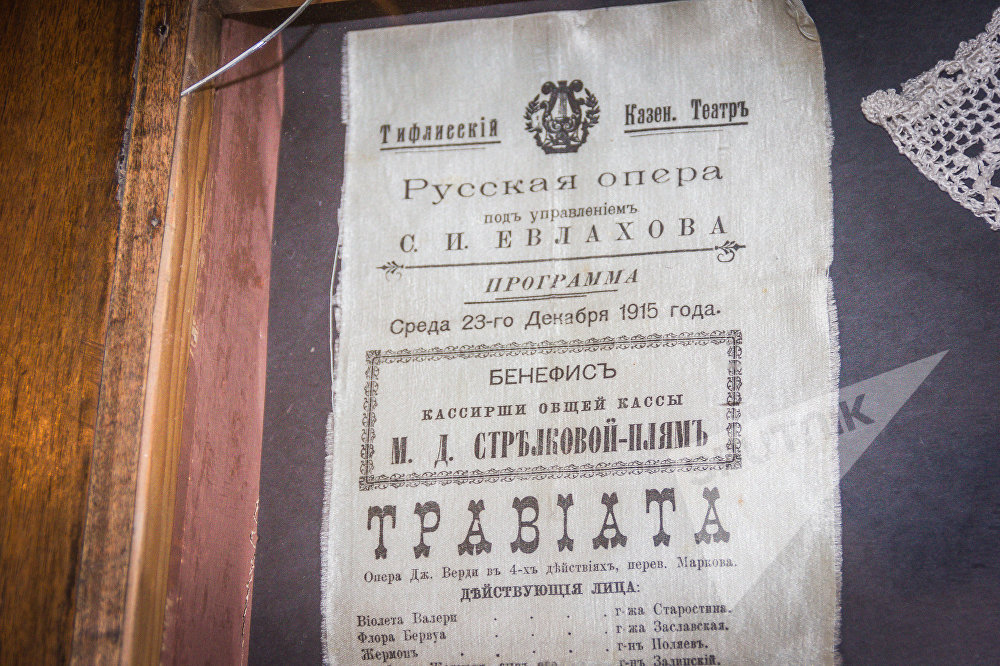 Тифлисскій Казен. Театръ
Русская опера
подъ управленіемъ
С. И. ЕВЛАХОВА
ПРОГРАММА
Среда 23-го Декабря 1915 года.
БЕНЕФИСЪ
КАССИРШИ ОБЩЕЙ КАССЫ
М. Д. СТРѢЛКОВОЙ-ПЛЯМЪ
ТРАВІАТА
Опера Дж. Верди въ 4-хъ дѣйствіяхъ, перев. Маркова.
ДѢЙСТВУЮЩІЯ ЛИЦА:
Віолета Валери . . . . г-жа Старостина.
Флора Бервуа . . . . г-жа Заславская.
Жермонъ . . . . г-нъ Поляевъ.
г-нъ Залинскій.